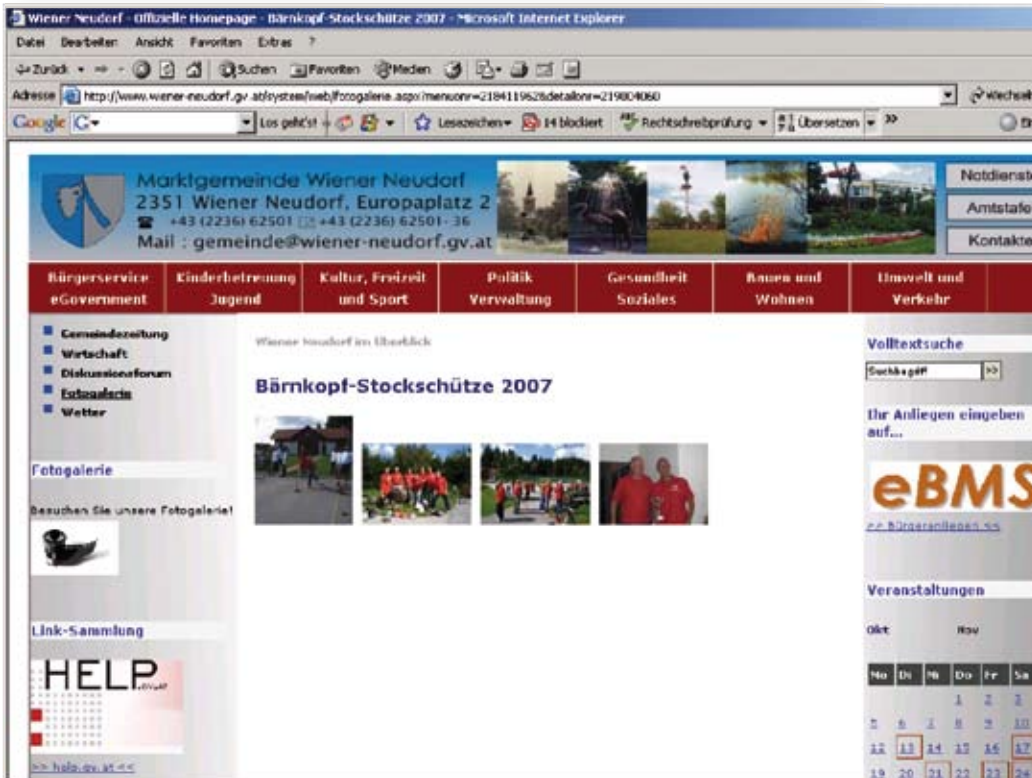 Wiener Neudorf - Offizielle Homepage - Bärnkopf-Stockschütze 2007 - Microsoft Internet Explorer
Datei Bearbeiten Ansicht Favoriten Extras ?
Zurück Suchen Favoriten Medien
Adresse http://www.wiener-neudorf.gv.at/system/web/fotogalerie.aspx?menuonr=218411962&detailonr=219004060
Google Los geht's! Lesezeichen 14 blockiert Rechtschreibprüfung Übersetzen »
Marktgemeinde Wiener Neudorf
2351 Wiener Neudorf, Europaplatz 2
+43 (2236) 62501 +43 (2236) 62501- 36
Mail : gemeinde@wiener-neudorf.gv.at
Notdienste
Amtstafe
Kontakte
Bürgerservice eGovernment
Kinderbetreuung Jugend
Kultur, Freizeit und Sport
Politik Verwaltung
Gesundheit Soziales
Bauen und Wohnen
Umwelt und Verkehr
Gemeindezeitung
Wirtschaft
Diskussionsforum
Fotogalerie
Wetter
Wiener Neudorf im Überblick
Bärnkopf-Stockschütze 2007
Fotogalerie
Besuchen Sie unsere Fotogalerie!
Link-Sammlung
HELP.gv.at
>> help.gv.at <<
Volltextsuche
Suchbegriff >>
Ihr Anliegen eingeben
auf...
eBMS
>> Bürgeranliegen <<
Veranstaltungen
Okt Nov
Mo Di Mi Do Fr Sa
1 2 3
5 6 7 8 9 10
12 13 14 15 16 17
19 20 21 22 23 24